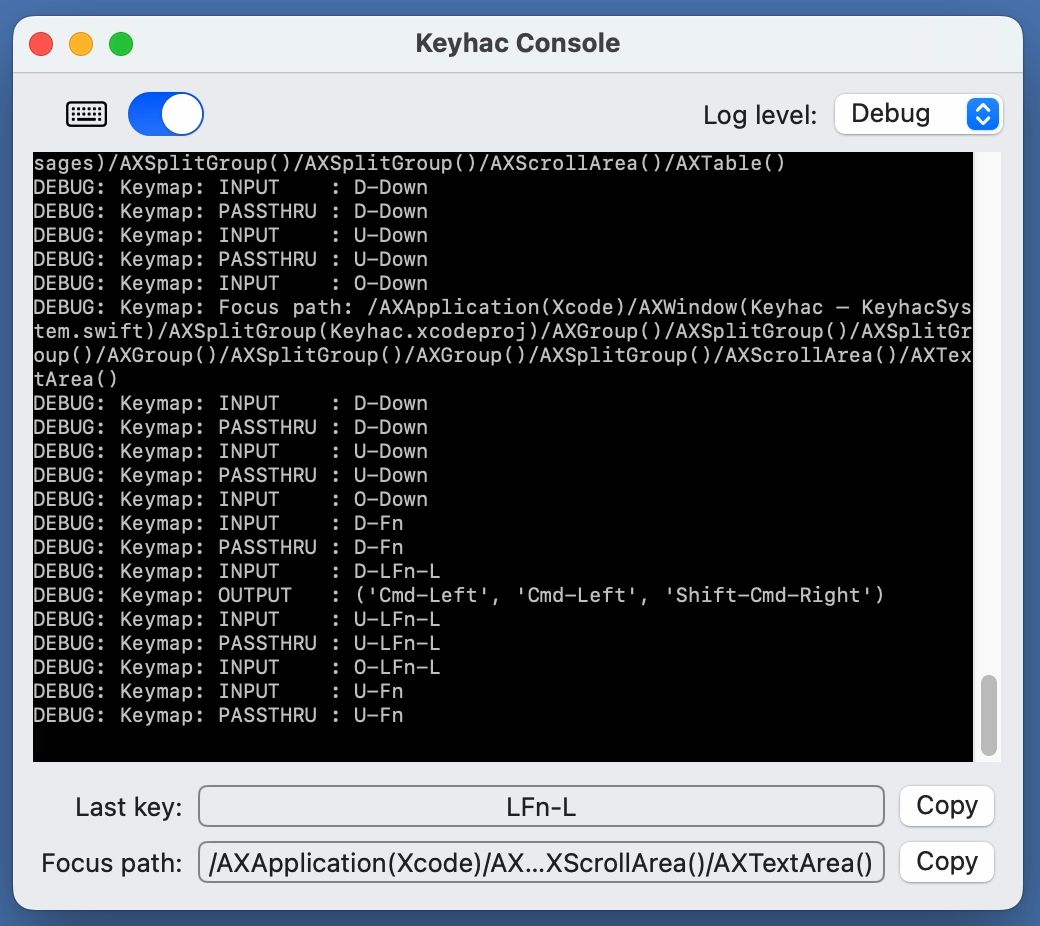 Keyhac Console
Log level: Debug
sages)/AXSplitGroup()/AXSplitGroup()/AXScrollArea()/AXTable()
DEBUG: Keymap: INPUT    : D-Down
DEBUG: Keymap: PASSTHRU : D-Down
DEBUG: Keymap: INPUT    : U-Down
DEBUG: Keymap: PASSTHRU : U-Down
DEBUG: Keymap: INPUT    : O-Down
DEBUG: Keymap: Focus path: /AXApplication(Xcode)/AXWindow(Keyhac — KeyhacSys
tem.swift)/AXSplitGroup(Keyhac.xcodeproj)/AXGroup()/AXSplitGroup()/AXSplitGr
oup()/AXGroup()/AXSplitGroup()/AXGroup()/AXSplitGroup()/AXScrollArea()/AXTex
tArea()
DEBUG: Keymap: INPUT    : D-Down
DEBUG: Keymap: PASSTHRU : D-Down
DEBUG: Keymap: INPUT    : U-Down
DEBUG: Keymap: PASSTHRU : U-Down
DEBUG: Keymap: INPUT    : O-Down
DEBUG: Keymap: INPUT    : D-Fn
DEBUG: Keymap: PASSTHRU : D-Fn
DEBUG: Keymap: INPUT    : D-LFn-L
DEBUG: Keymap: OUTPUT   : ('Cmd-Left', 'Cmd-Left', 'Shift-Cmd-Right')
DEBUG: Keymap: INPUT    : U-LFn-L
DEBUG: Keymap: PASSTHRU : U-LFn-L
DEBUG: Keymap: INPUT    : O-LFn-L
DEBUG: Keymap: INPUT    : U-Fn
DEBUG: Keymap: PASSTHRU : U-Fn
Last key: LFn-L Copy
Focus path: /AXApplication(Xcode)/AX...XScrollArea()/AXTextArea() Copy